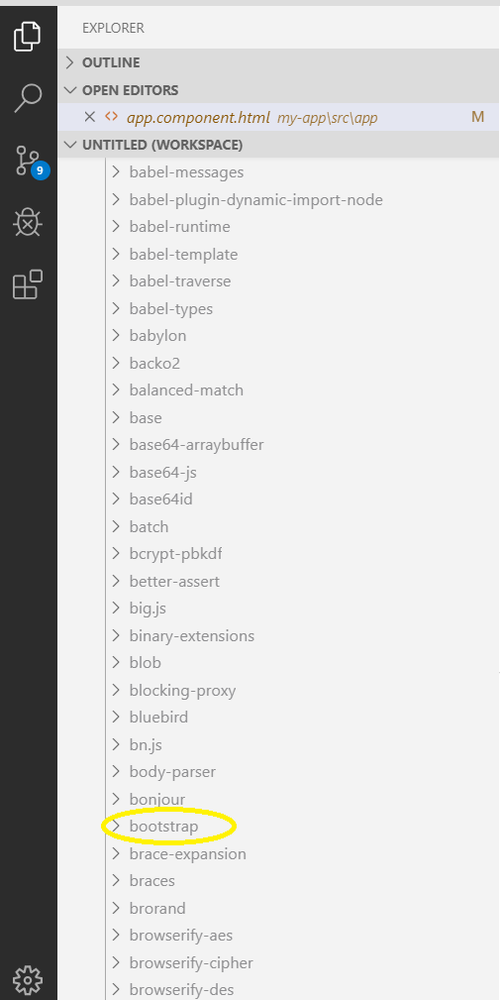 EXPLORER
OUTLINE
OPEN EDITORS
app.component.html my-app\src\app M
UNTITLED (WORKSPACE)
9
babel-messages
babel-plugin-dynamic-import-node
babel-runtime
babel-template
babel-traverse
babel-types
babylon
backo2
balanced-match
base
base64-arraybuffer
base64-js
base64id
batch
bcrypt-pbkdf
better-assert
big.js
binary-extensions
blob
blocking-proxy
bluebird
bn.js
body-parser
bonjour
bootstrap
brace-expansion
braces
brorand
browserify-aes
browserify-cipher
browserify-des